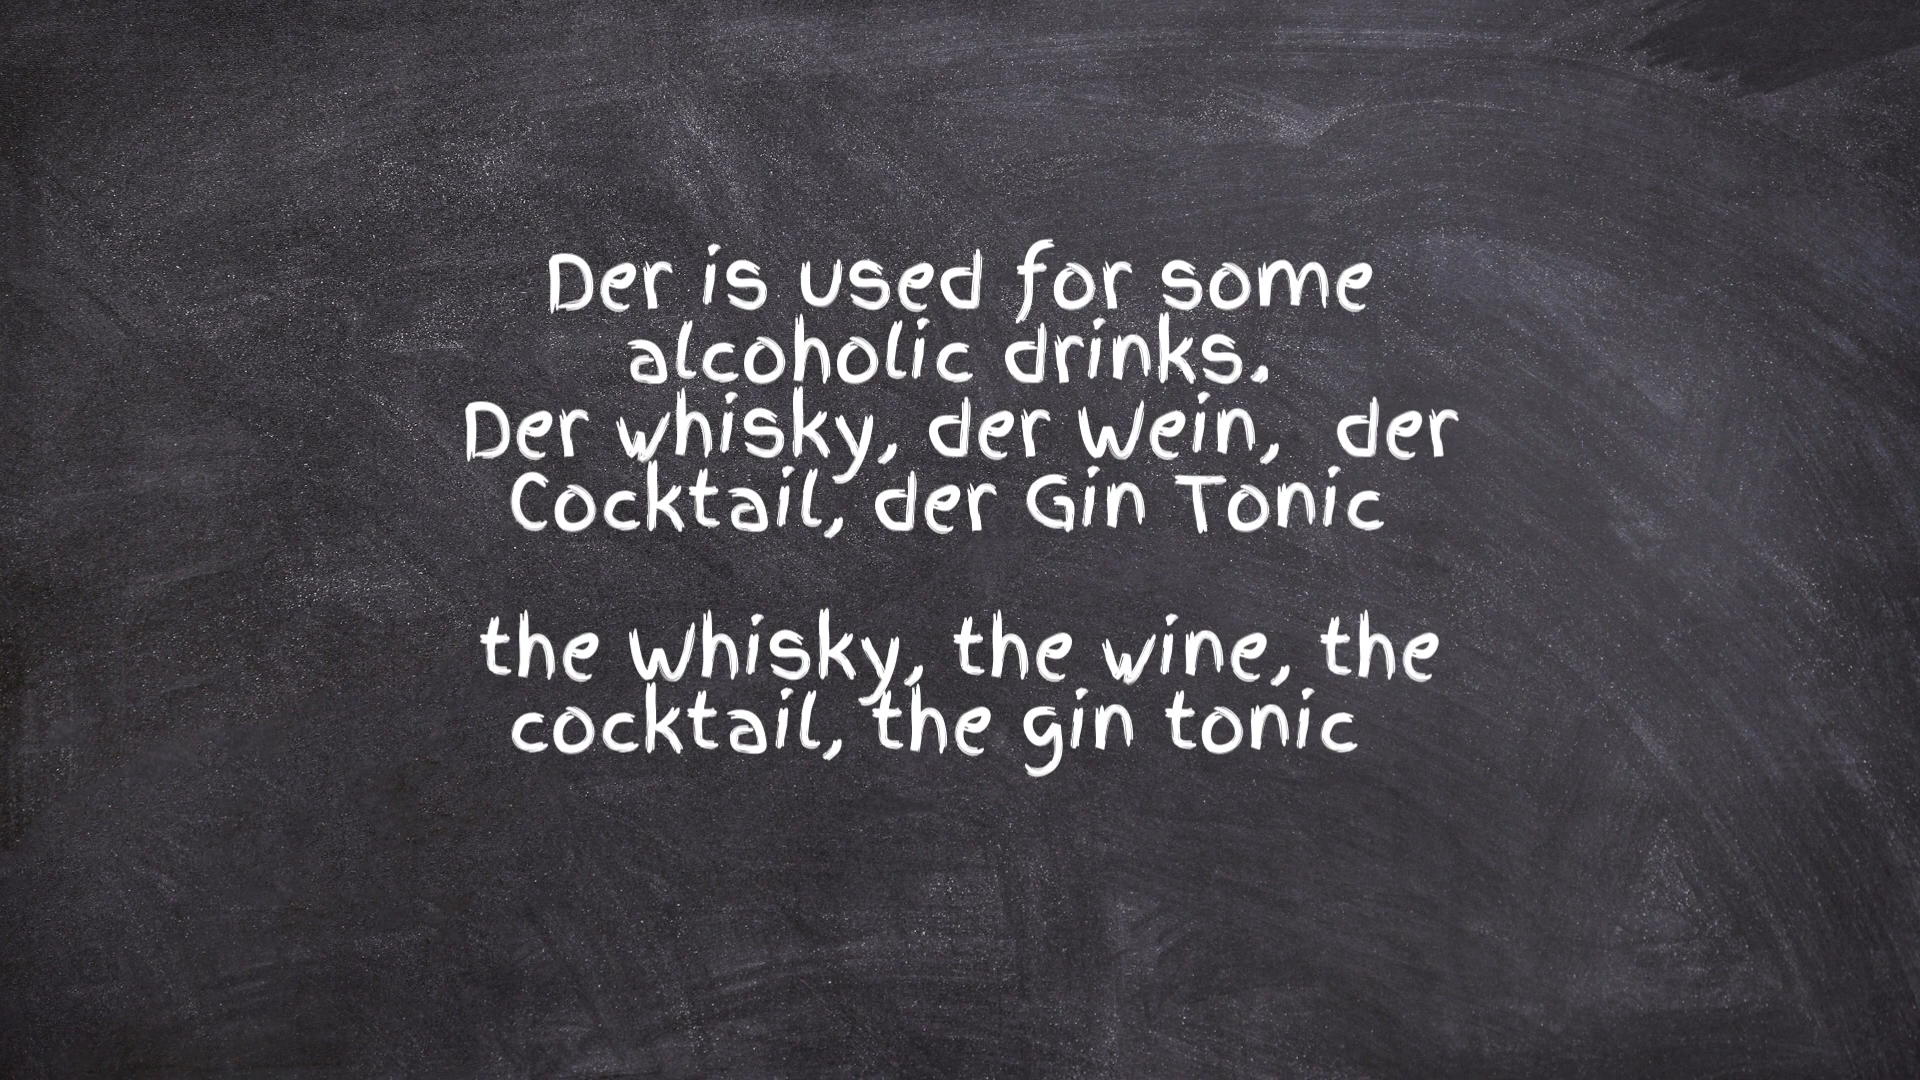 Der is used for some
alcoholic drinks.
Der whisky, der Wein, der
Cocktail, der Gin Tonic
the Whisky, the wine, the
cocktail, the gin tonic